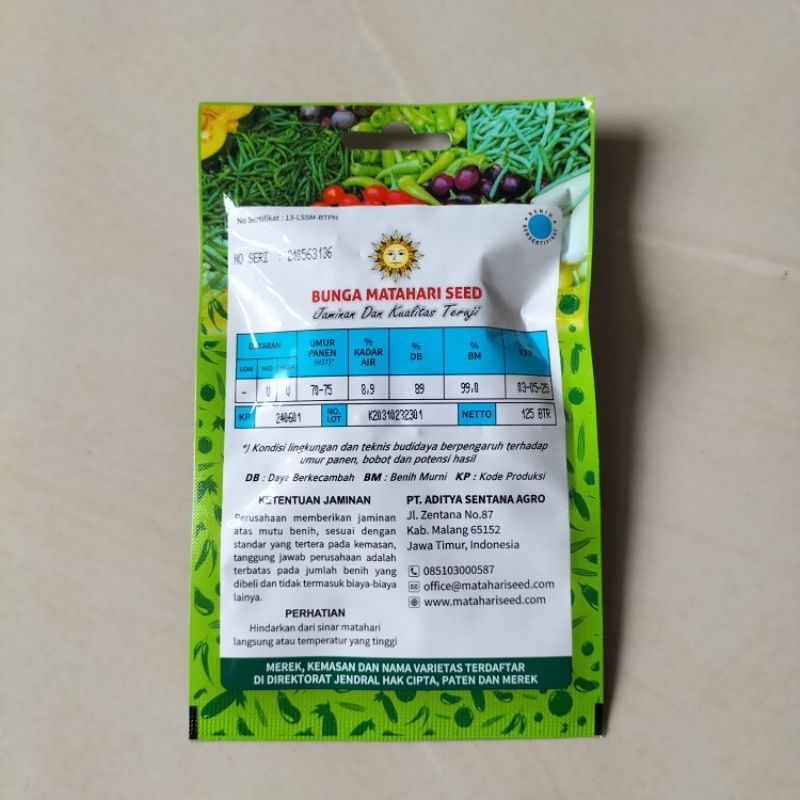 No Sertifikat : 13-LSSM-BTPH
BENIH
BERSERTIFIKAT
NO SERI : 240563136
BUNGA MATAHARI SEED
Jaminan Dan Kualitas Teruji
DATARAN UMUR PANEN (HST)* % KADAR AIR % DB % BM EXP
LOW MID HIGH
- V V 70-75 8,9 89 99,0 03-05-25
KP 240601 NO. LOT K20310232301 NETTO 125 BTR
*) Kondisi lingkungan dan teknis budidaya berpengaruh terhadap
umur panen, bobot dan potensi hasil
DB : Daya Berkecambah BM : Benih Murni KP : Kode Produksi
KETENTUAN JAMINAN
Perusahaan memberikan jaminan
atas mutu benih, sesuai dengan
standar yang tertera pada kemasan,
tanggung jawab perusahaan adalah
terbatas pada jumlah benih yang
dibeli dan tidak termasuk biaya-biaya
lainya.
PERHATIAN
Hindarkan dari sinar matahari
langsung atau temperatur yang tinggi
PT. ADITYA SENTANA AGRO
Jl. Zentana No.87
Kab. Malang 65152
Jawa Timur, Indonesia
085103000587
office@matahariseed.com
www.matahariseed.com
MEREK, KEMASAN DAN NAMA VARIETAS TERDAFTAR
DI DIREKTORAT JENDRAL HAK CIPTA, PATEN DAN MEREK